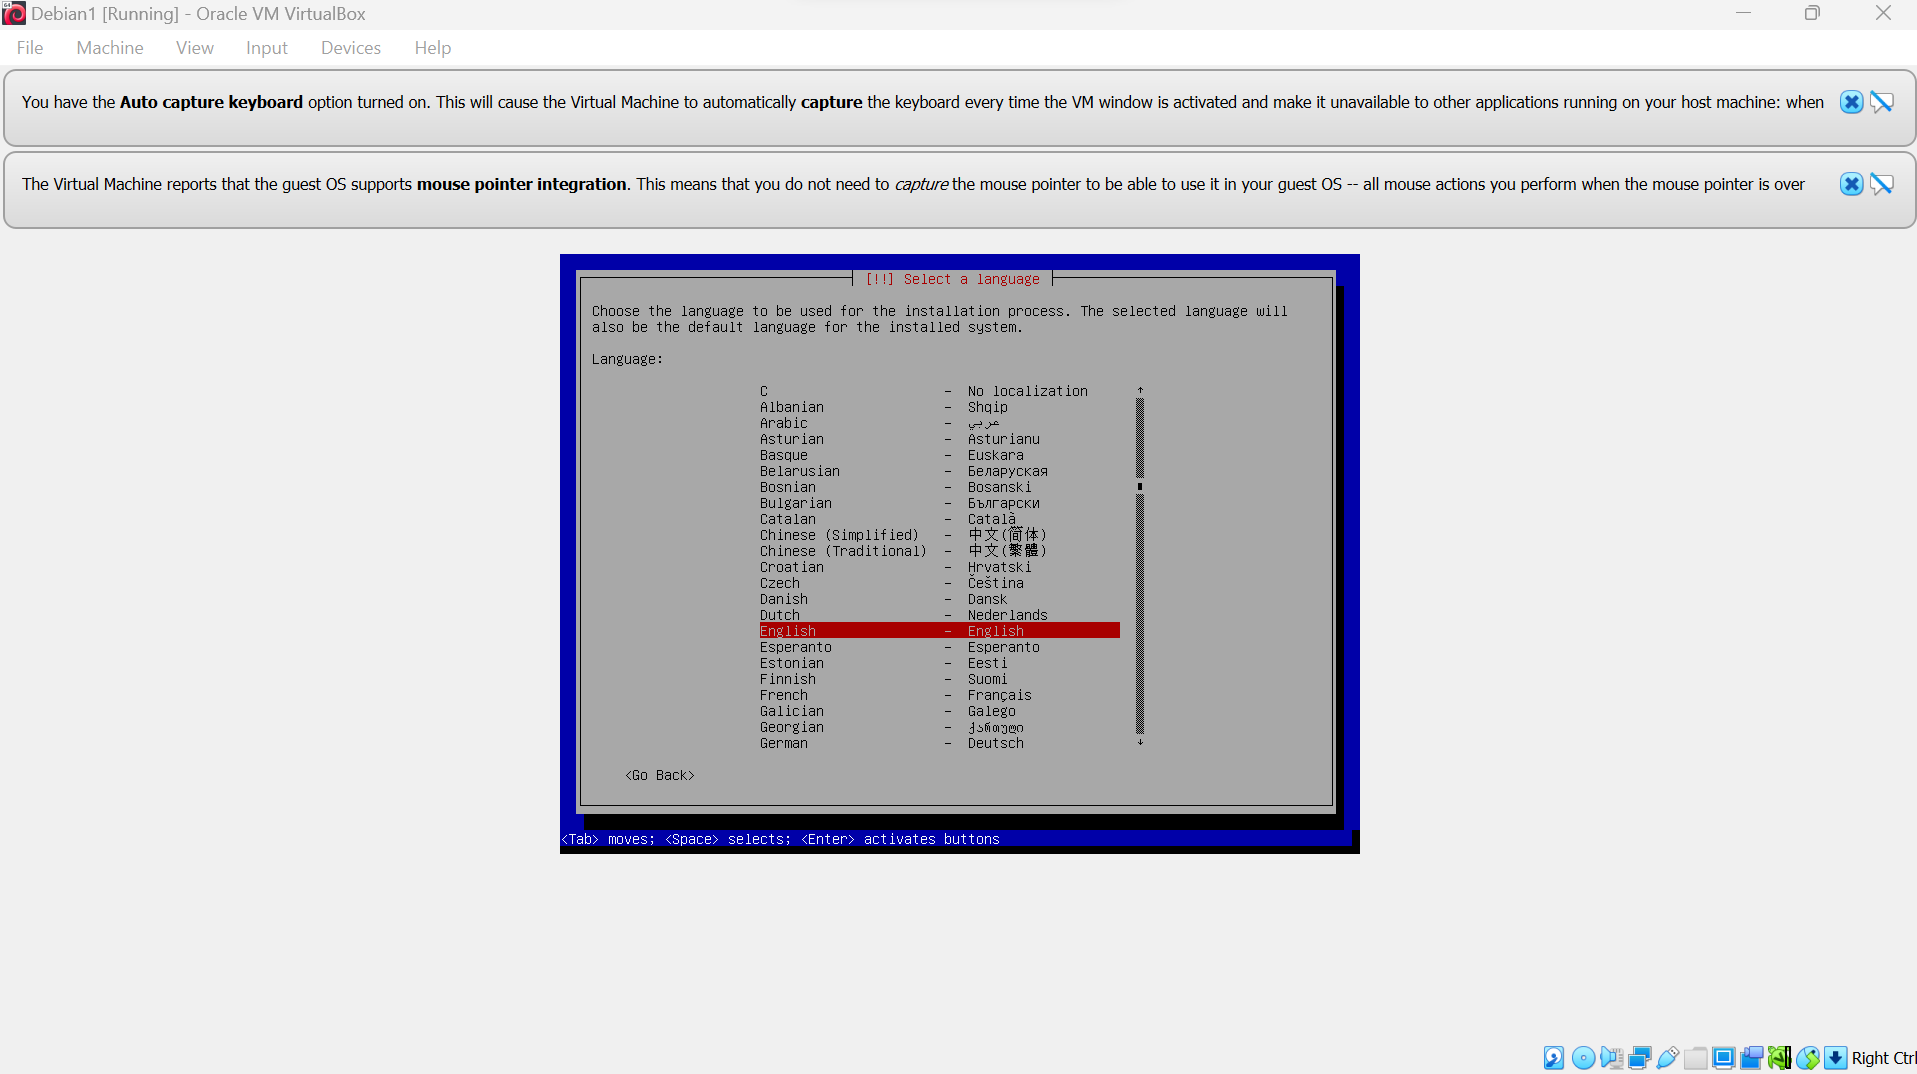 Debian1 [Running] - Oracle VM VirtualBox
File Machine View Input Devices Help
You have the Auto capture keyboard option turned on. This will cause the Virtual Machine to automatically capture the keyboard every time the VM window is activated and make it unavailable to other applications running on your host machine: when
The Virtual Machine reports that the guest OS supports mouse pointer integration. This means that you do not need to capture the mouse pointer to be able to use it in your guest OS -- all mouse actions you perform when the mouse pointer is over
[!!] Select a language
Choose the language to be used for the installation process. The selected language will
also be the default language for the installed system.
Language:
C - No localization
Albanian - Shqip
Arabic - عربي
Asturian - Asturianu
Basque - Euskara
Belarusian - Беларуская
Bosnian - Bosanski
Bulgarian - Български
Catalan - Català
Chinese (Simplified) - 中文(简体)
Chinese (Traditional) - 中文(繁體)
Croatian - Hrvatski
Czech - Čeština
Danish - Dansk
Dutch - Nederlands
English - English
Esperanto - Esperanto
Estonian - Eesti
Finnish - Suomi
French - Français
Galician - Galego
Georgian - ქართული
German - Deutsch
<Go Back>
<Tab> moves; <Space> selects; <Enter> activates buttons
Right Ctrl